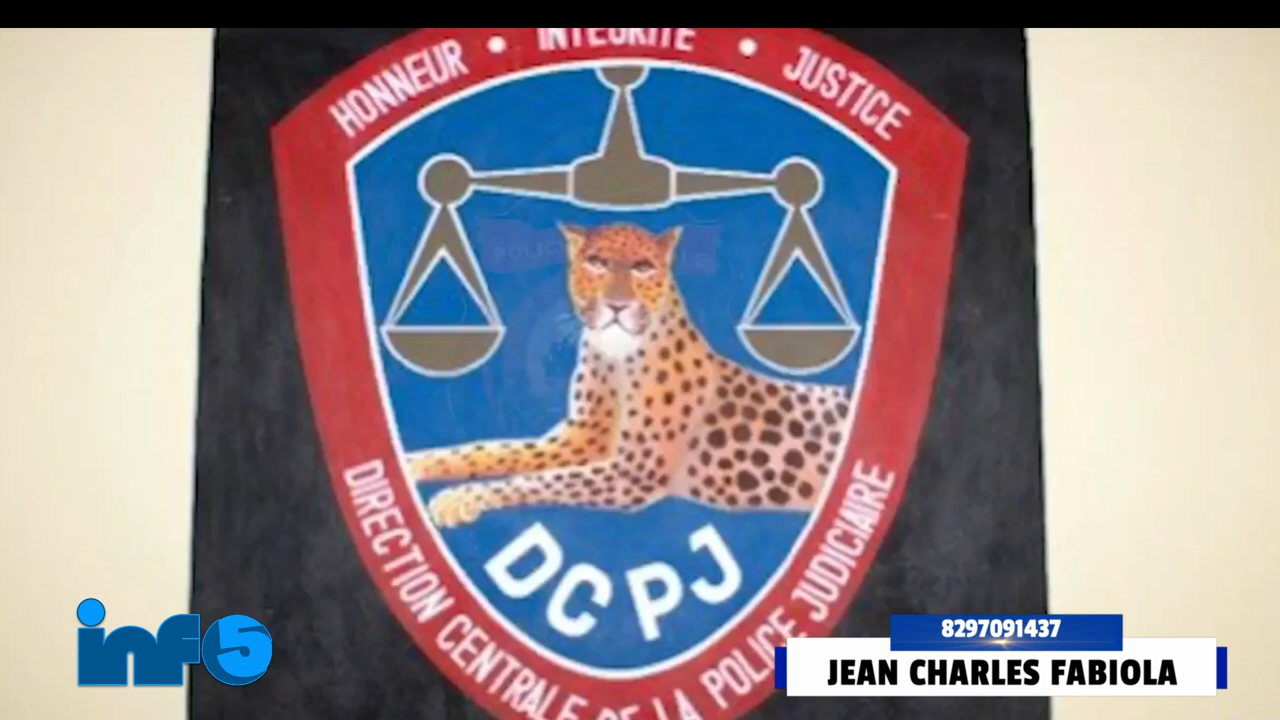 HONNEUR • INTEGRITE • JUSTICE
DCPJ
DIRECTION CENTRALE DE LA POLICE JUDICIAIRE
inf5
8297091437
JEAN CHARLES FABIOLA